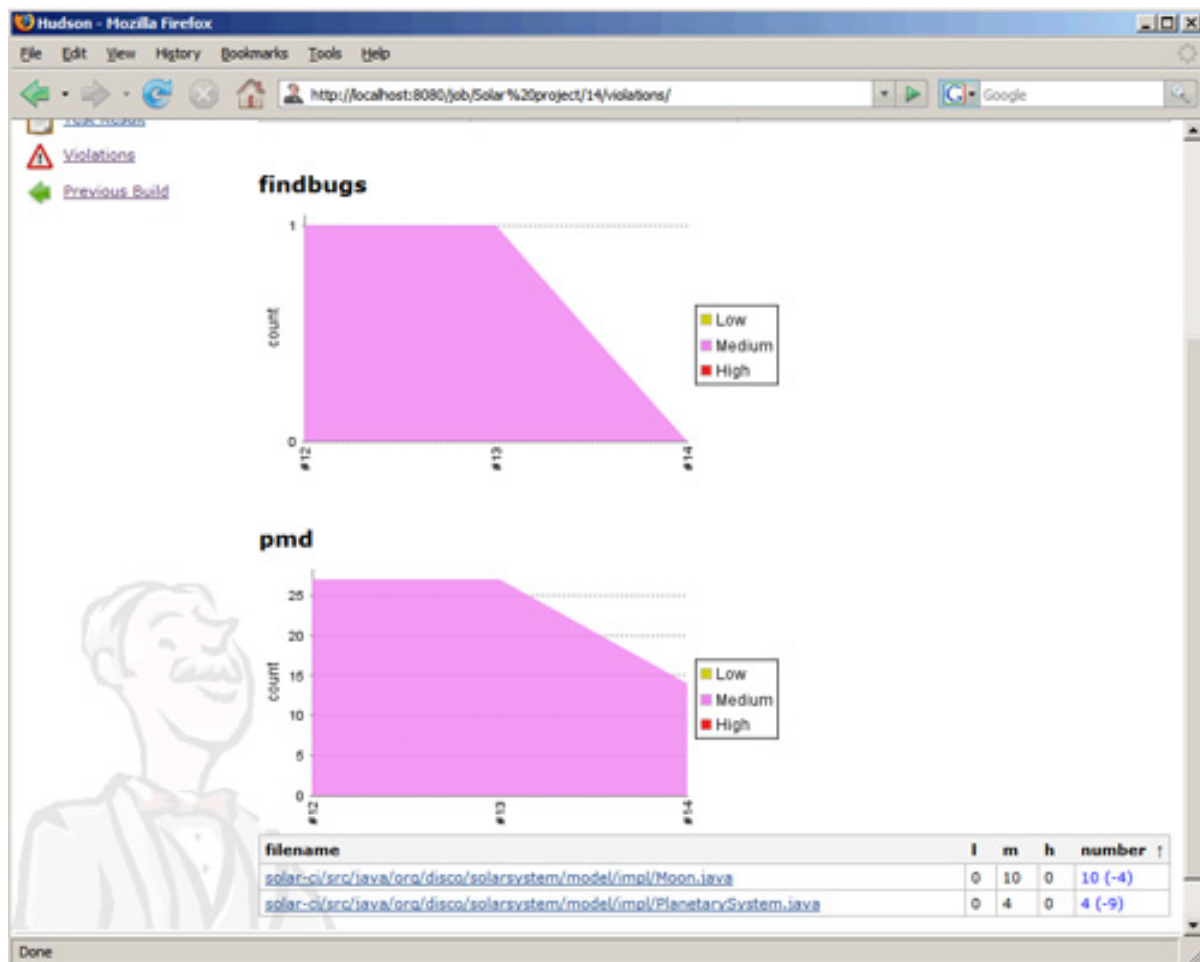 Hudson - Mozilla Firefox
File Edit View History Bookmarks Tools Help
http://localhost:8080/job/Solar%20project/14/violations/ Google
Violations
Previous Build
findbugs
1
count
0
#12 #13 #14
Low
Medium
High
pmd
25
20
15
10
5
0
count
#12 #13 #14
Low
Medium
High
filename l m h number ↑
solar-ci/src/java/org/disco/solarsystem/model/impl/Moon.java 0 10 0 10 (-4)
solar-ci/src/java/org/disco/solarsystem/model/impl/PlanetarySystem.java 0 4 0 4 (-9)
Done